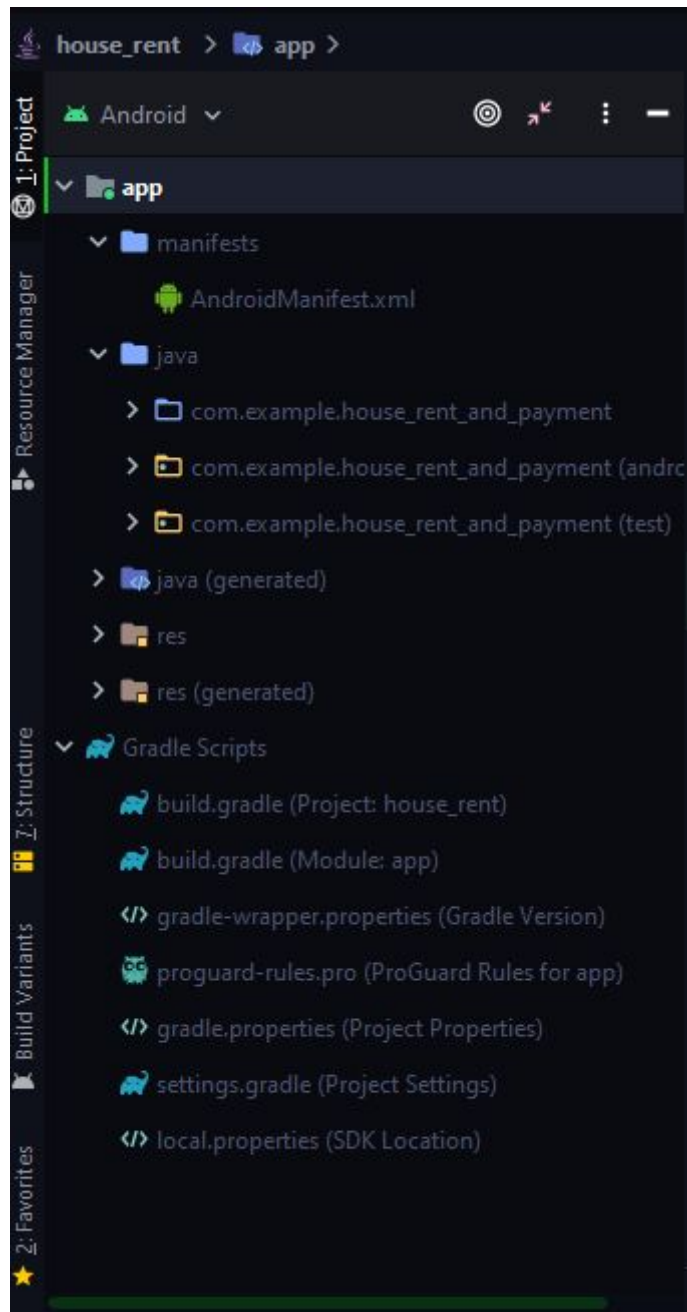 house_rent > app >
Android
app
manifests
AndroidManifest.xml
java
com.example.house_rent_and_payment
com.example.house_rent_and_payment (andro
com.example.house_rent_and_payment (test)
java (generated)
res
res (generated)
Gradle Scripts
build.gradle (Project: house_rent)
build.gradle (Module: app)
gradle-wrapper.properties (Gradle Version)
proguard-rules.pro (ProGuard Rules for app)
gradle.properties (Project Properties)
settings.gradle (Project Settings)
local.properties (SDK Location)
1: Project
Resource Manager
7: Structure
Build Variants
2: Favorites